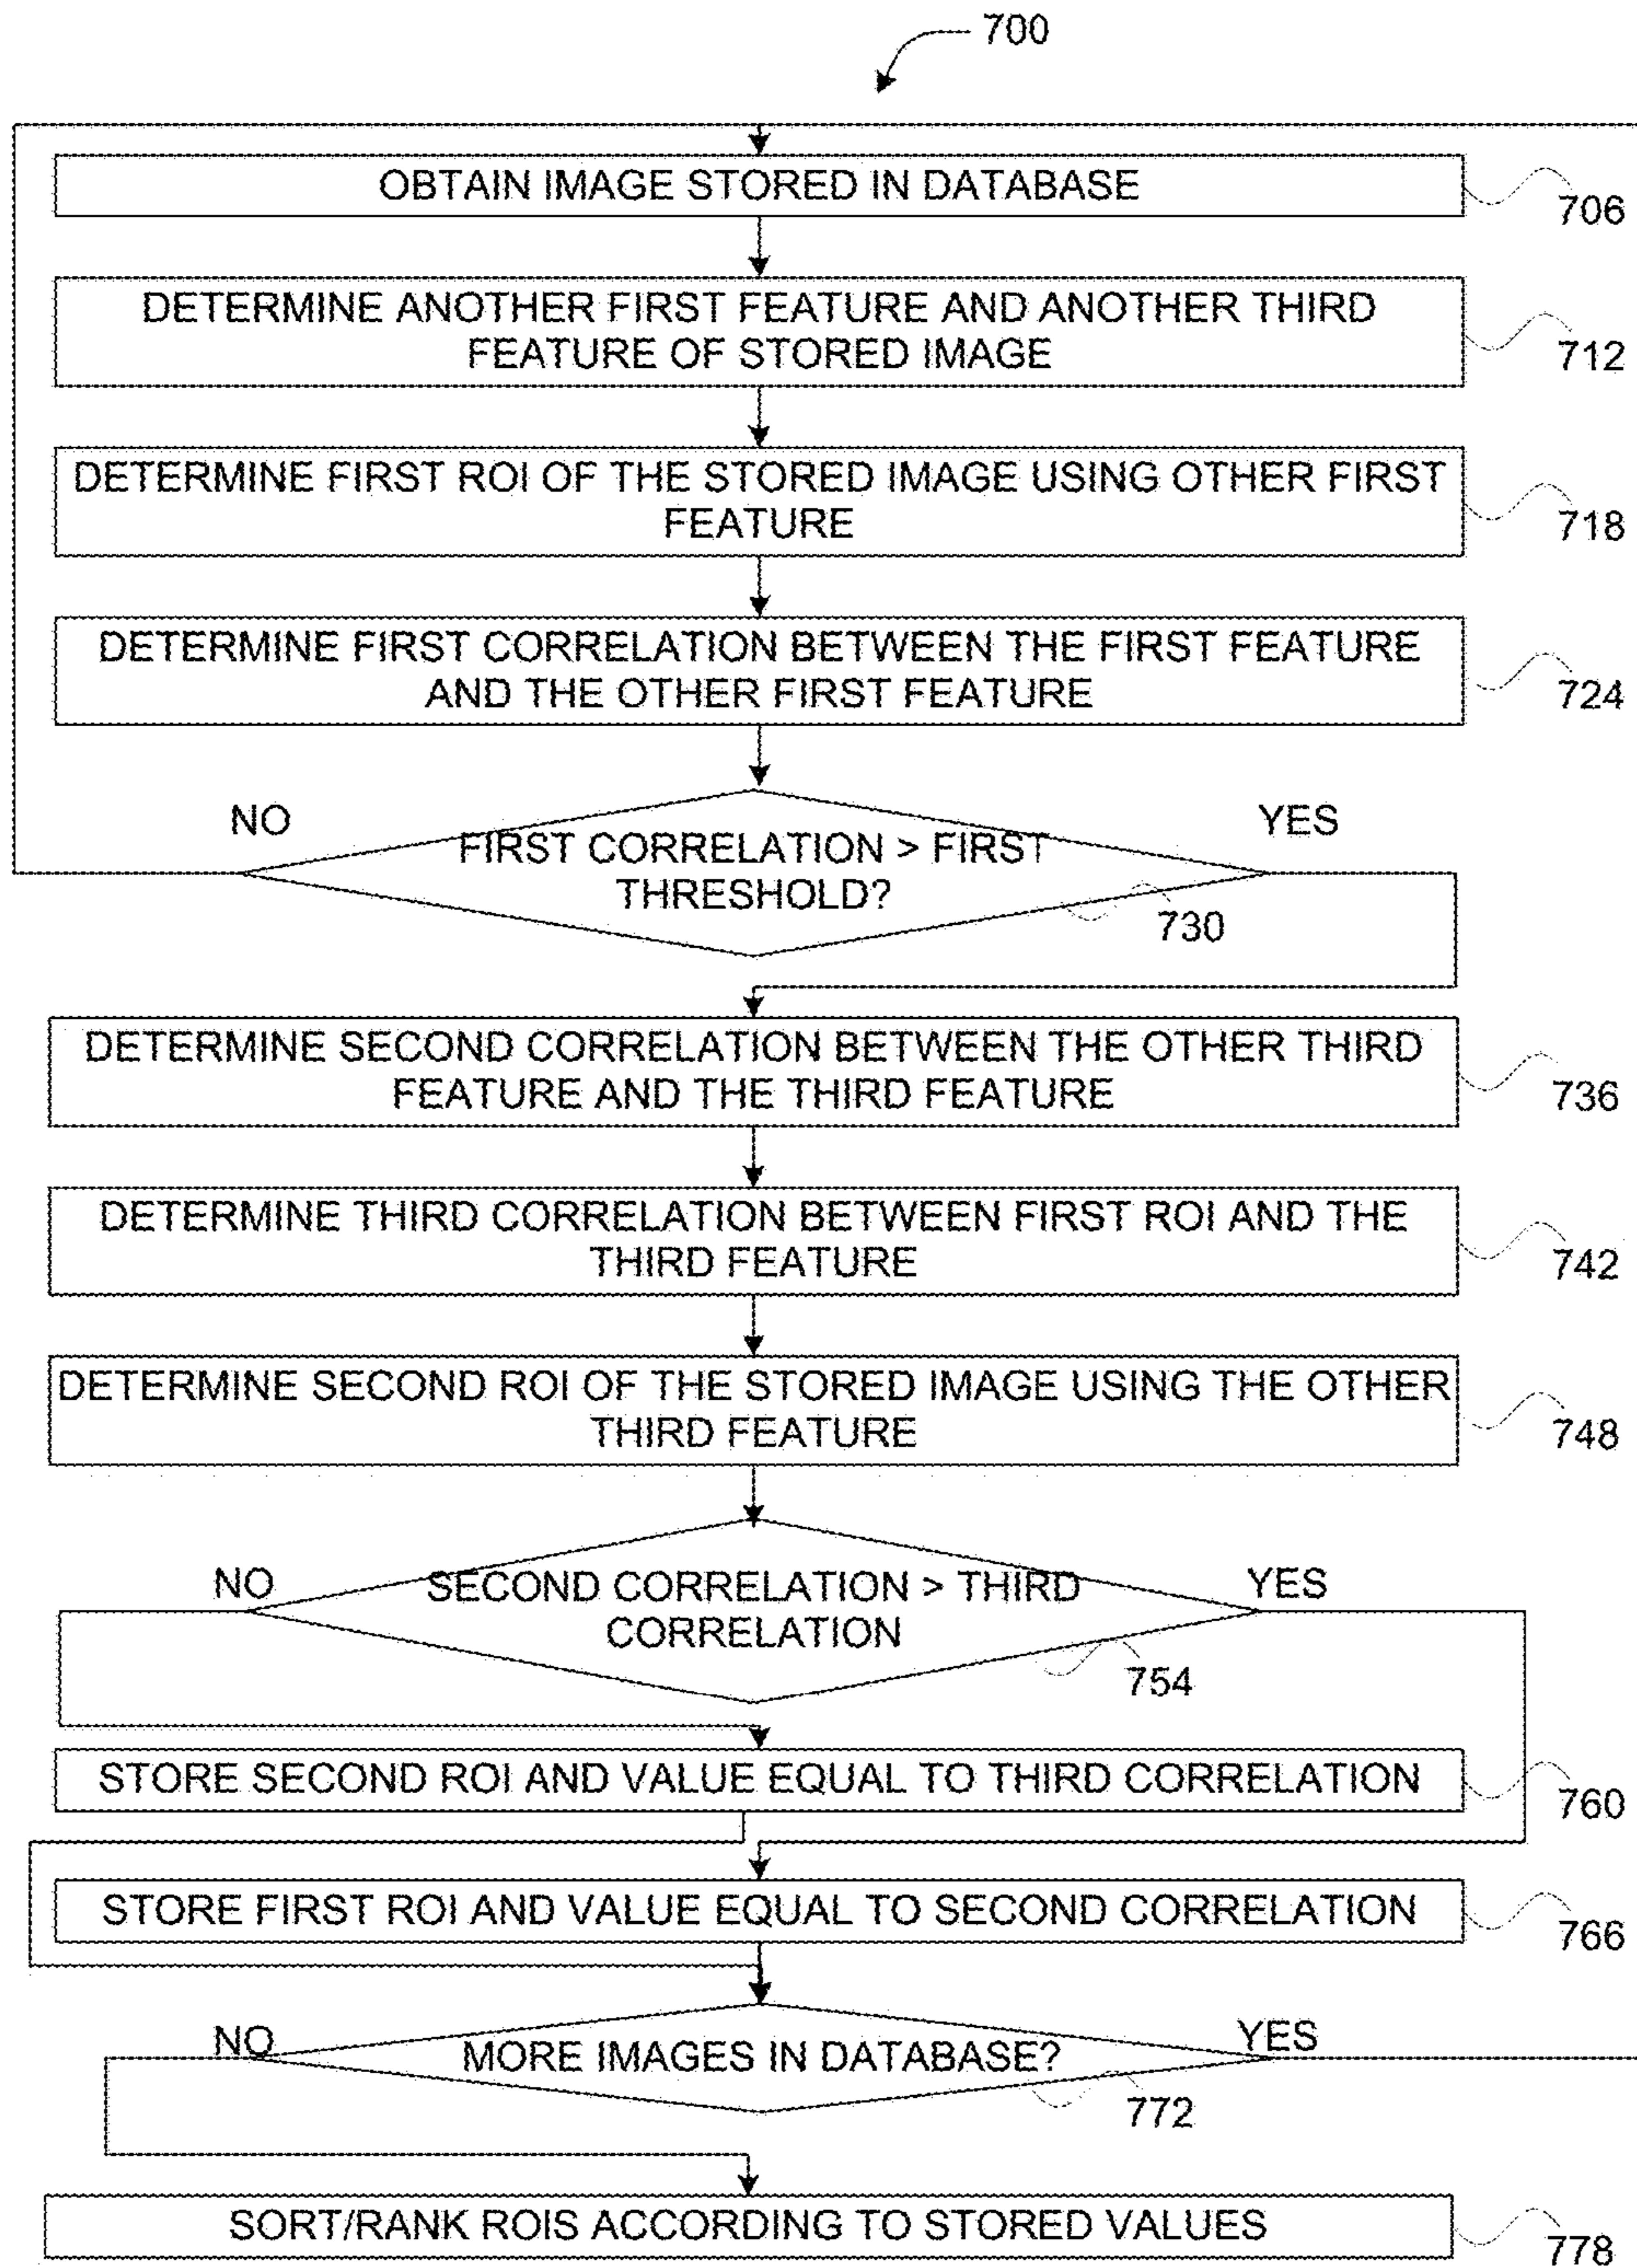 700
OBTAIN IMAGE STORED IN DATABASE
706
DETERMINE ANOTHER FIRST FEATURE AND ANOTHER THIRD
FEATURE OF STORED IMAGE
712
DETERMINE FIRST ROI OF THE STORED IMAGE USING OTHER FIRST
FEATURE
718
DETERMINE FIRST CORRELATION BETWEEN THE FIRST FEATURE
AND THE OTHER FIRST FEATURE
724
NO
YES
FIRST CORRELATION > FIRST
THRESHOLD?
730
DETERMINE SECOND CORRELATION BETWEEN THE OTHER THIRD
FEATURE AND THE THIRD FEATURE
736
DETERMINE THIRD CORRELATION BETWEEN FIRST ROI AND THE
THIRD FEATURE
742
DETERMINE SECOND ROI OF THE STORED IMAGE USING THE OTHER
THIRD FEATURE
748
NO
YES
SECOND CORRELATION > THIRD
CORRELATION
754
STORE SECOND ROI AND VALUE EQUAL TO THIRD CORRELATION
760
STORE FIRST ROI AND VALUE EQUAL TO SECOND CORRELATION
766
NO
YES
MORE IMAGES IN DATABASE?
772
SORT/RANK ROIS ACCORDING TO STORED VALUES
778